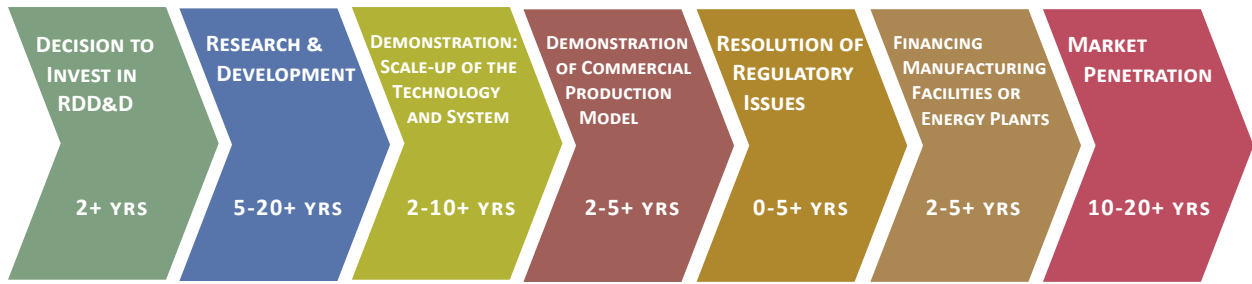 Decision to
Invest in
RDD&D
2+ yrs
Research &
Development
5-20+ yrs
Demonstration:
Scale-up of the
Technology
and System
2-10+ yrs
Demonstration
of Commercial
Production
Model
2-5+ yrs
Resolution of
Regulatory
Issues
0-5+ yrs
Financing
Manufacturing
Facilities or
Energy Plants
2-5+ yrs
Market
Penetration
10-20+ yrs